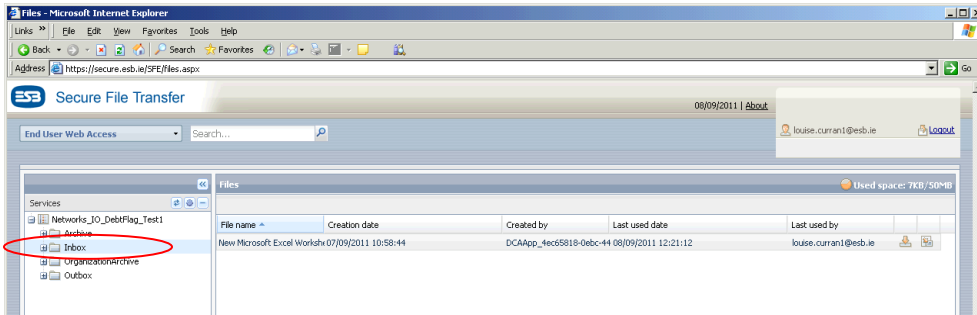 Files - Microsoft Internet Explorer
Links » File Edit View Favorites Tools Help
Back Search Favorites
Address https://secure.esb.ie/SFE/files.aspx Go
ESB Secure File Transfer
08/09/2011 | About
End User Web Access Search... louise.curran1@esb.ie Logout
Files Used space: 7KB/50MB
Services
Networks_IO_DebtFlag_Test1
File name Creation date Created by Last used date Last used by
Archive
New Microsoft Excel Workshe 07/09/2011 10:58:44 DCAApp_4ec65818-0ebc-44 08/09/2011 12:21:12 louise.curran1@esb.ie
Inbox
OrganizationArchive
Outbox